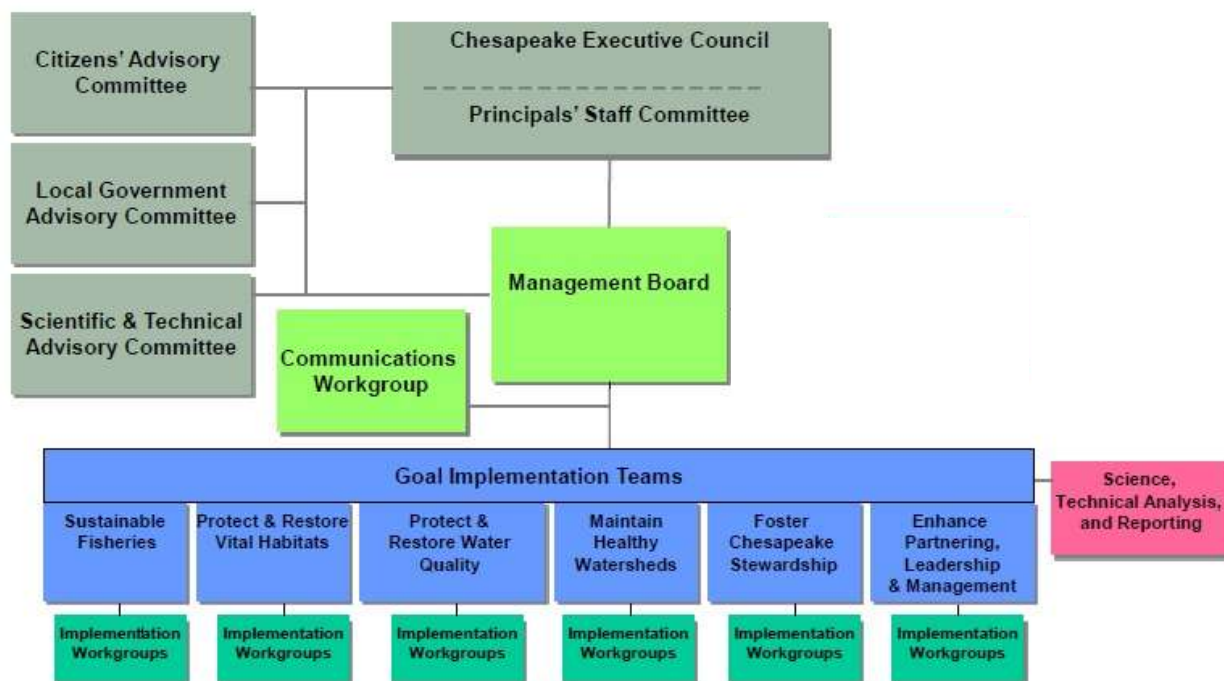 Citizens' Advisory
Committee
Chesapeake Executive Council
Principals' Staff Committee
Local Government
Advisory Committee
Scientific & Technical
Advisory Committee
Management Board
Communications
Workgroup
Goal Implementation Teams
Science,
Technical Analysis,
and Reporting
Sustainable
Fisheries
Protect & Restore
Vital Habitats
Protect &
Restore Water
Quality
Maintain
Healthy
Watersheds
Foster
Chesapeake
Stewardship
Enhance
Partnering,
Leadership
& Management
Implementation
Workgroups
Implementation
Workgroups
Implementation
Workgroups
Implementation
Workgroups
Implementation
Workgroups
Implementation
Workgroups